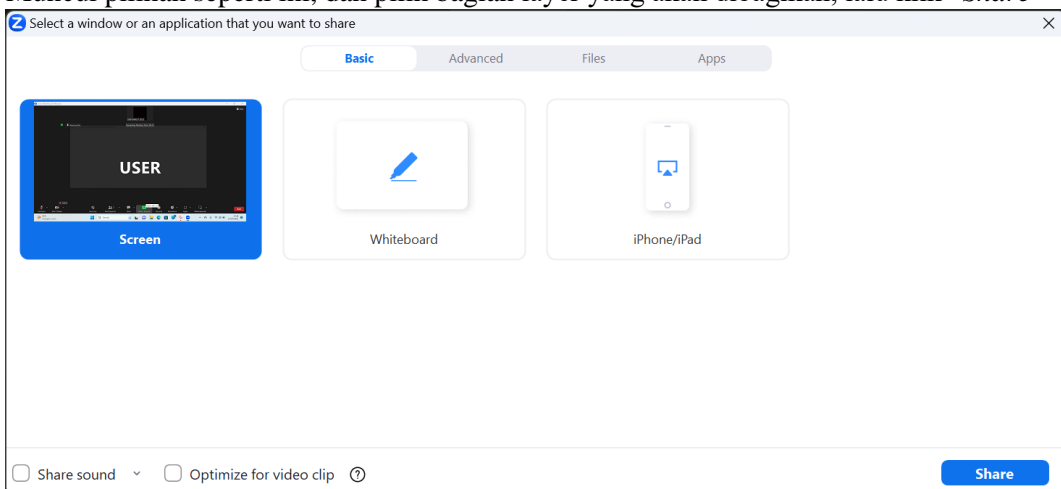 Select a window or an application that you want to share
Basic Advanced Files Apps
USER
Screen Whiteboard iPhone/iPad
Share sound Optimize for video clip Share